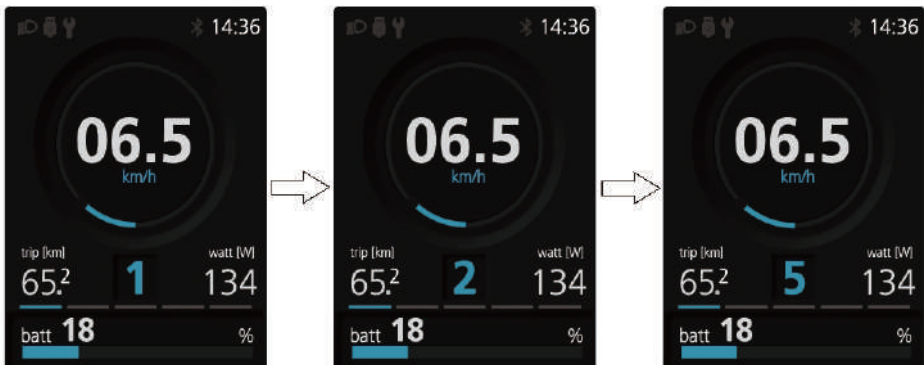 14:36
06.5
km/h
trip [km] watt [W]
65.2 1 134
batt 18 %
14:36
06.5
km/h
trip [km] watt [W]
65.2 2 134
batt 18 %
14:36
06.5
km/h
trip [km] watt [W]
65.2 5 134
batt 18 %